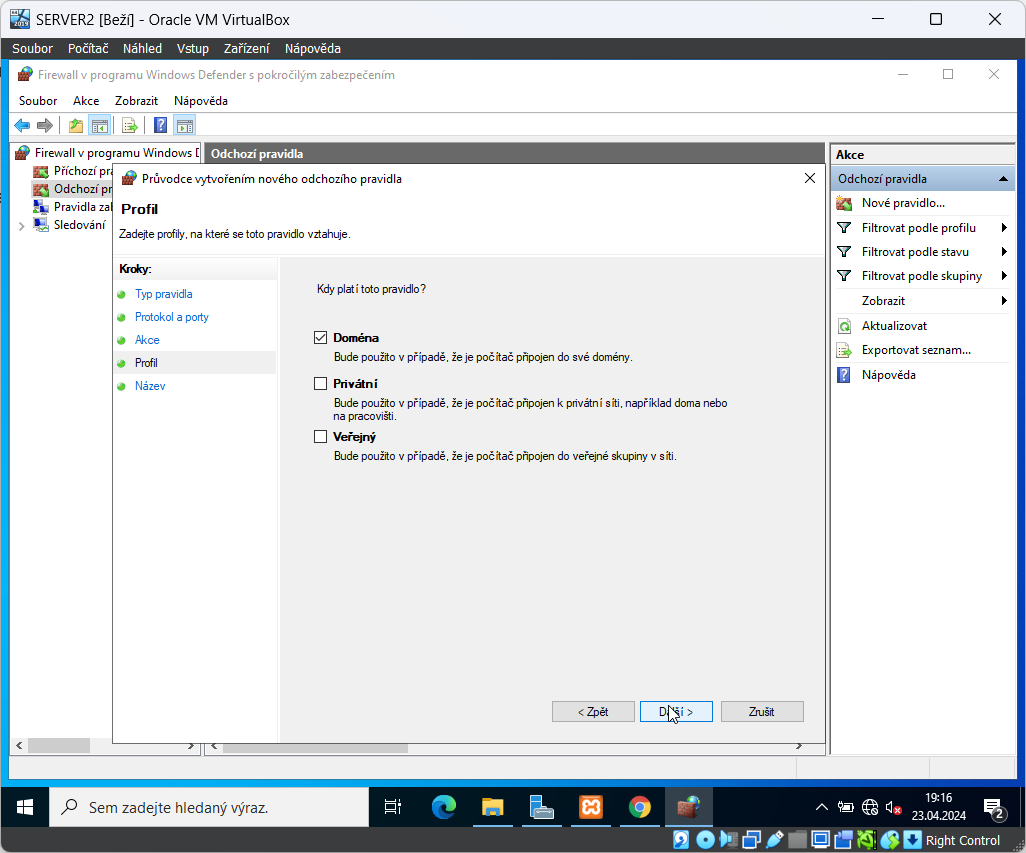 SERVER2 [Beží] - Oracle VM VirtualBox
Soubor Počítač Náhled Vstup Zařízení Nápověda
Firewall v programu Windows Defender s pokročilým zabezpečením
Soubor Akce Zobrazit Nápověda
Firewall v programu Windows D
Příchozí pra
Odchozí pr
Pravidla zab
Sledování
Odchozí pravidla
Průvodce vytvořením nového odchozího pravidla
Profil
Zadejte profily, na které se toto pravidlo vztahuje.
Kroky:
Typ pravidla
Protokol a porty
Akce
Profil
Název
Kdy platí toto pravidlo?
Doména
Bude použito v případě, že je počítač připojen do své domény.
Privátní
Bude použito v případě, že je počítač připojen k privátní síti, například doma nebo
na pracovišti.
Veřejný
Bude použito v případě, že je počítač připojen do veřejné skupiny v síti.
< Zpět
Další >
Zrušit
Akce
Odchozí pravidla
Nové pravidlo...
Filtrovat podle profilu
Filtrovat podle stavu
Filtrovat podle skupiny
Zobrazit
Aktualizovat
Exportovat seznam...
Nápověda
Sem zadejte hledaný výraz.
19:16
23.04.2024
2
Right Control